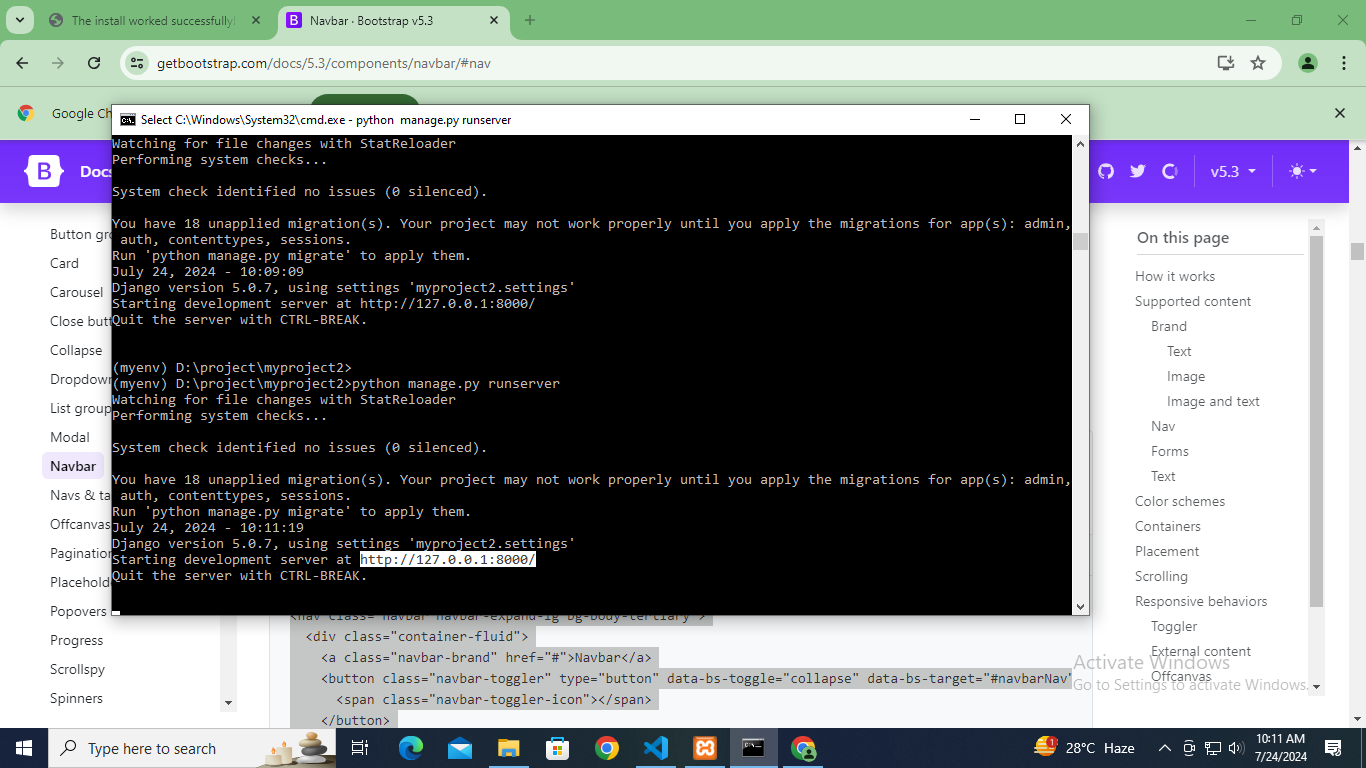 The install worked successfully!
Navbar · Bootstrap v5.3
getbootstrap.com/docs/5.3/components/navbar/#nav
Google Ch
Select C:\Windows\System32\cmd.exe - python  manage.py runserver
Watching for file changes with StatReloader
Performing system checks...
System check identified no issues (0 silenced).
You have 18 unapplied migration(s). Your project may not work properly until you apply the migrations for app(s): admin,
auth, contenttypes, sessions.
Run 'python manage.py migrate' to apply them.
July 24, 2024 - 10:09:09
Django version 5.0.7, using settings 'myproject2.settings'
Starting development server at http://127.0.0.1:8000/
Quit the server with CTRL-BREAK.
(myenv) D:\project\myproject2>
(myenv) D:\project\myproject2>python manage.py runserver
Watching for file changes with StatReloader
Performing system checks...
System check identified no issues (0 silenced).
You have 18 unapplied migration(s). Your project may not work properly until you apply the migrations for app(s): admin,
auth, contenttypes, sessions.
Run 'python manage.py migrate' to apply them.
July 24, 2024 - 10:11:19
Django version 5.0.7, using settings 'myproject2.settings'
Starting development server at http://127.0.0.1:8000/
Quit the server with CTRL-BREAK.
B
Docs
v5.3
Button gro
Card
Carousel
Close butt
Collapse
Dropdown
List group
Modal
Navbar
Navs & ta
Offcanvas
Pagination
Placehold
Popovers
Progress
Scrollspy
Spinners
On this page
How it works
Supported content
Brand
Text
Image
Image and text
Nav
Forms
Text
Color schemes
Containers
Placement
Scrolling
Responsive behaviors
Toggler
External content
Offcanvas
<nav class="navbar navbar-expand-lg bg-body-tertiary">
<div class="container-fluid">
<a class="navbar-brand" href="#">Navbar</a>
<button class="navbar-toggler" type="button" data-bs-toggle="collapse" data-bs-target="#navbarNav"
<span class="navbar-toggler-icon"></span>
</button>
Activate Windows
Go to Settings to activate Windows.
Type here to search
1
28°C Haze
10:11 AM
7/24/2024